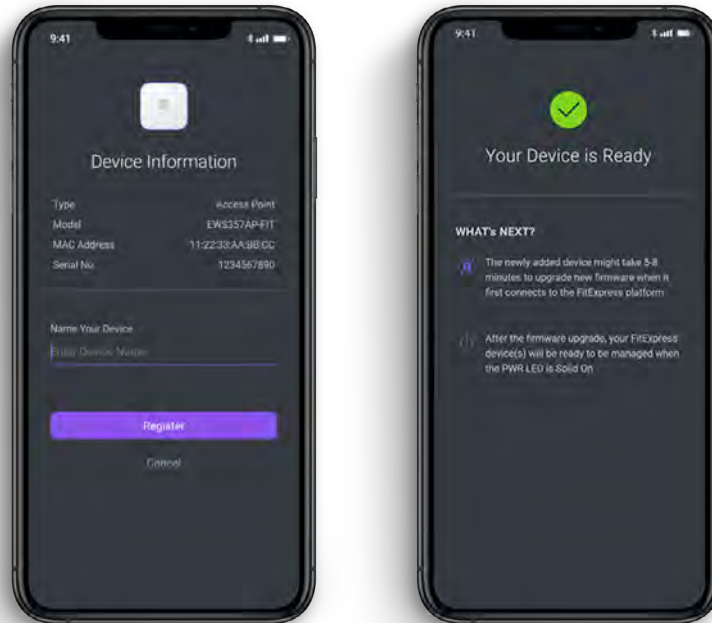 9:41
Device Information
Type Access Point
Model EWS357AP-FIT
MAC Address 11:22:33:AA:BB:CC
Serial No. 1234567890
Name Your Device
Enter Device Name
Register
Cancel
9:41
Your Device is Ready
WHAT's NEXT?
The newly added device might take 5-8
minutes to upgrade new firmware when it
first connects to the FitExpress platform
After the firmware upgrade, your FitExpress
device(s) will be ready to be managed when
the PWR LED is Solid On